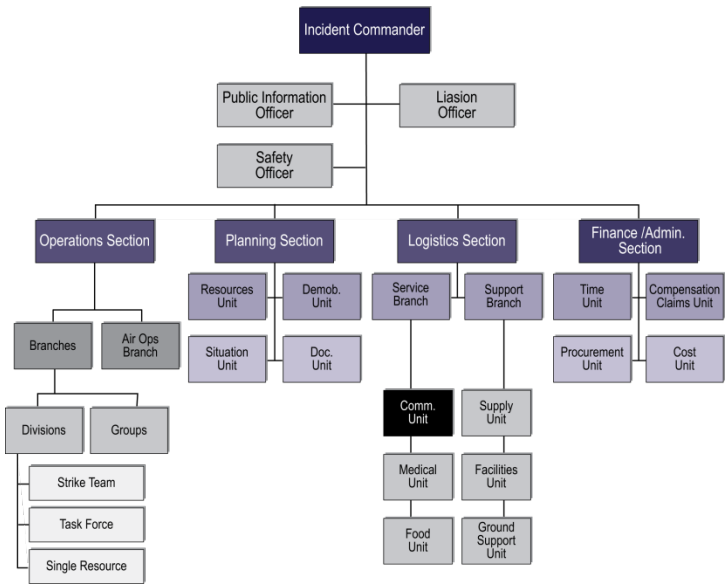 Incident Commander
Public Information
Officer
Liasion
Officer
Safety
Officer
Operations Section
Planning Section
Logistics Section
Finance /Admin.
Section
Resources
Unit
Demob.
Unit
Service
Branch
Support
Branch
Time
Unit
Compensation
Claims Unit
Branches
Air Ops
Branch
Situation
Unit
Doc.
Unit
Procurement
Unit
Cost
Unit
Divisions
Groups
Comm.
Unit
Supply
Unit
Strike Team
Medical
Unit
Facilities
Unit
Task Force
Food
Unit
Ground
Support
Unit
Single Resource